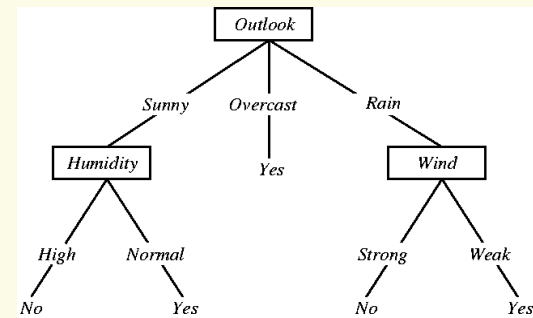 Outlook
Sunny Overcast Rain
Humidity Yes Wind
High Normal Strong Weak
No Yes No Yes